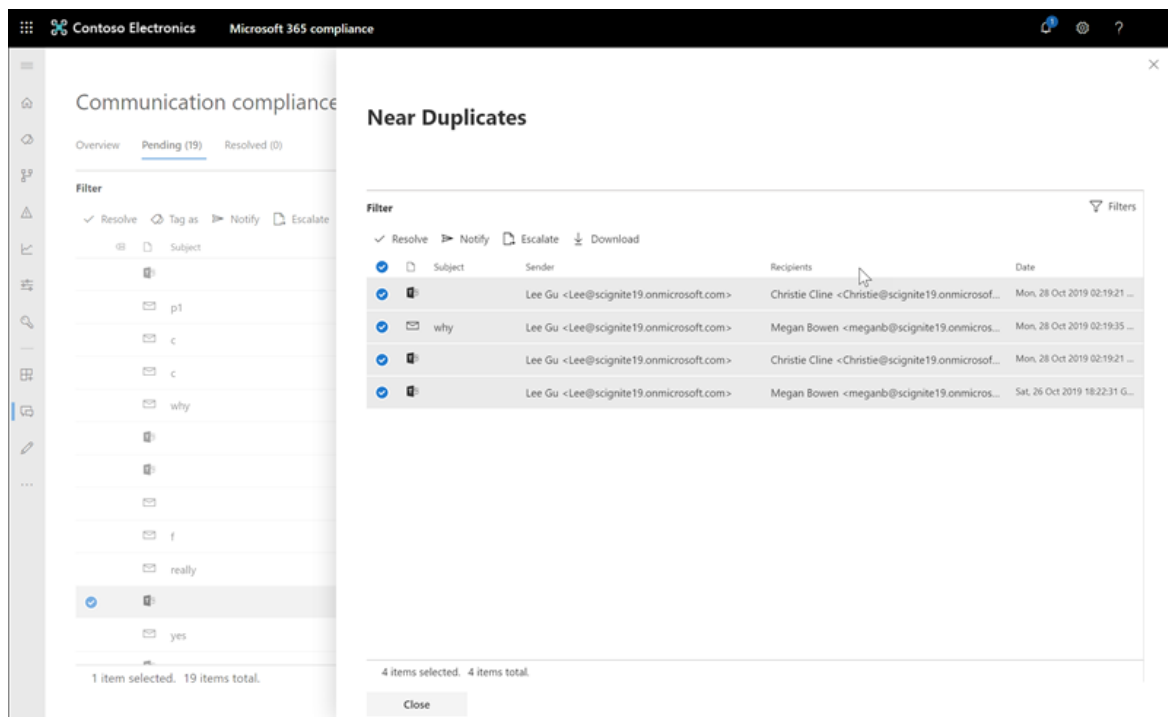 Contoso Electronics Microsoft 365 compliance
1
?
Communication compliance
Overview Pending (19) Resolved (0)
Filter
Resolve Tag as Notify Escalate
Subject
p1
c
c
why
f
really
yes
1 item selected. 19 items total.
Near Duplicates
Filter Filters
Resolve Notify Escalate Download
Subject Sender Recipients Date
Lee Gu <Lee@scignite19.onmicrosoft.com> Christie Cline <Christie@scignite19.onmicrosof... Mon, 28 Oct 2019 02:19:21 ...
why Lee Gu <Lee@scignite19.onmicrosoft.com> Megan Bowen <meganb@scignite19.onmicros... Mon, 28 Oct 2019 02:19:35 ...
Lee Gu <Lee@scignite19.onmicrosoft.com> Christie Cline <Christie@scignite19.onmicrosof... Mon, 28 Oct 2019 02:19:21 ...
Lee Gu <Lee@scignite19.onmicrosoft.com> Megan Bowen <meganb@scignite19.onmicros... Sat, 26 Oct 2019 18:22:31 G...
4 items selected. 4 items total.
Close